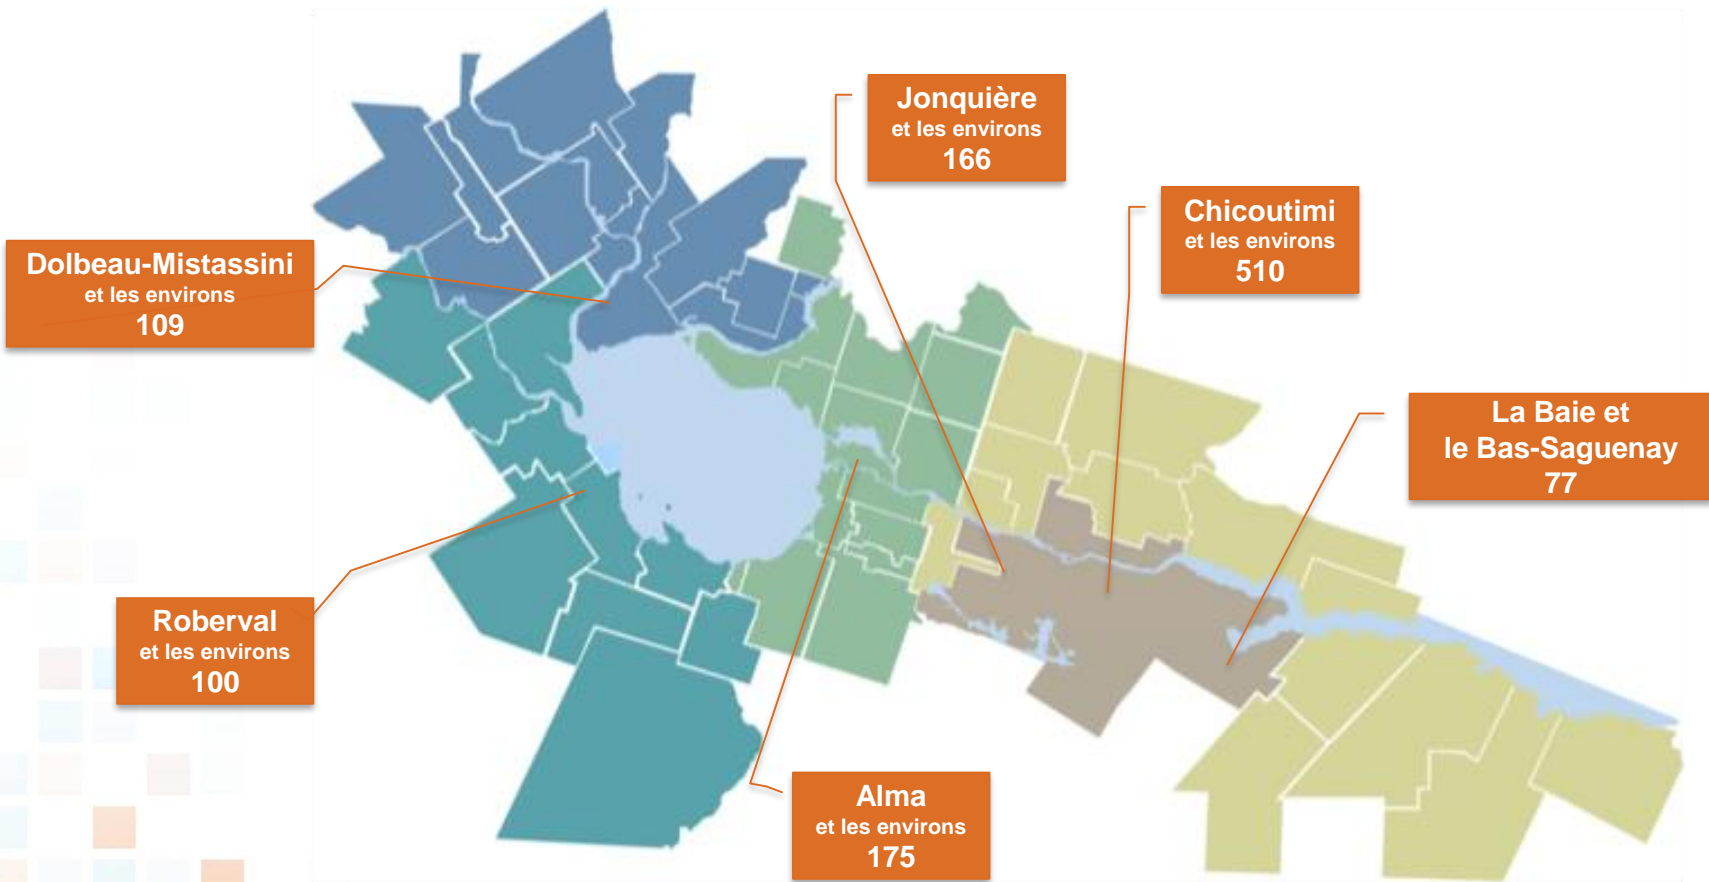 Jonquière
et les environs
166
Chicoutimi
et les environs
510
Dolbeau-Mistassini
et les environs
109
La Baie et
le Bas-Saguenay
77
Roberval
et les environs
100
Alma
et les environs
175